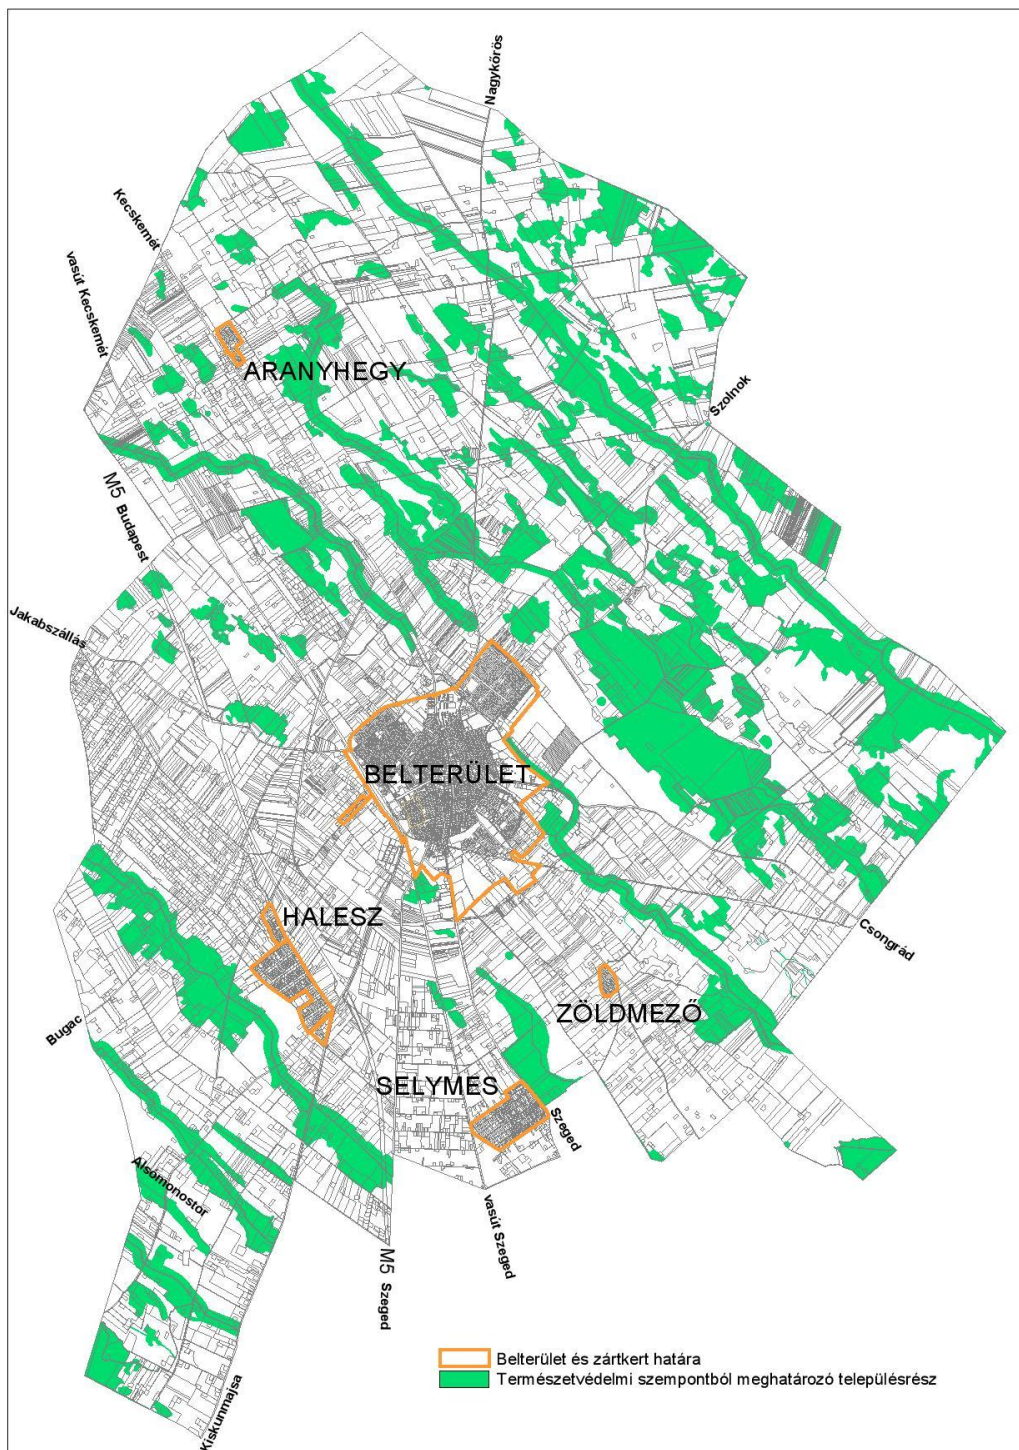 Nagykőrös
Kecskemét
vasút Kecskemét
ARANYHEGY
Szolnok
M5 Budapest
Jakabszállás
BELTERÜLET
HALESZ
Csongrád
ZÖLDMEZŐ
Bugac
SELYMES
Szeged
Alsómonostor
vasút Szeged
M5 Szeged
Kiskunmajsa
Belterület és zártkert határa
Természetvédelmi szempontból meghatározó településrész